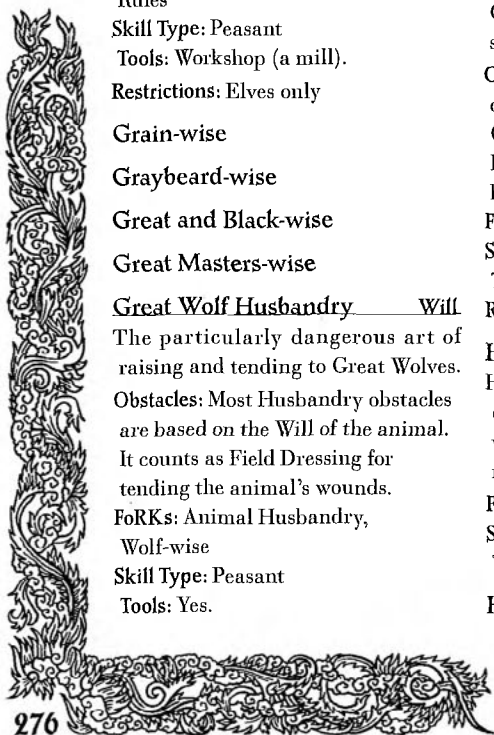 Rules
Skill Type: Peasant
Tools: Workshop (a mill).
Restrictions: Elves only
Grain-wise
Graybeard-wise
Great and Black-wise
Great Masters-wise
Great Wolf Husbandry Will
The particularly dangerous art of
raising and tending to Great Wolves.
Obstacles: Most Husbandry obstacles
are based on the Will of the animal.
It counts as Field Dressing for
tending the animal's wounds.
FoRKs: Animal Husbandry,
Wolf-wise
Skill Type: Peasant
Tools: Yes.
276